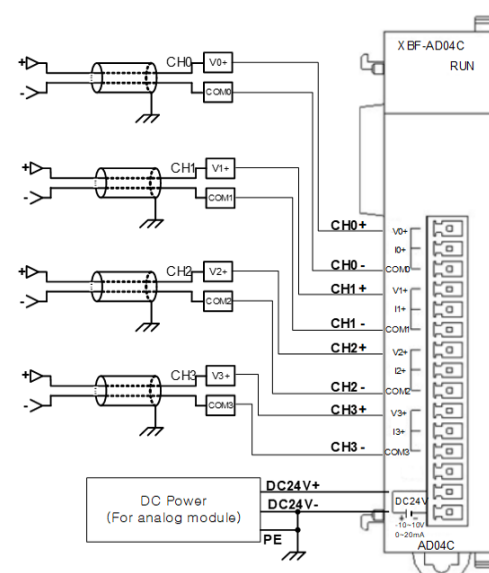 XBF-AD04C
RUN
+
CH0
V0+
-
COM0
+
CH1
V1+
-
COM1
CH0+
V0+
I0+
CH0 -
COM0
+
CH2
V2+
CH1+
V1+
-
COM2
I1+
CH1 -
COM1
CH2+
V2+
+
CH3
V3+
I2+
CH2 -
COM2
-
COM3
CH3+
V3+
I3+
CH3 -
COM3
DC Power
(For analog module)
DC24V+
DC24V-
PE
DC24V
+ -
-10~10V
0~20mA
AD04C